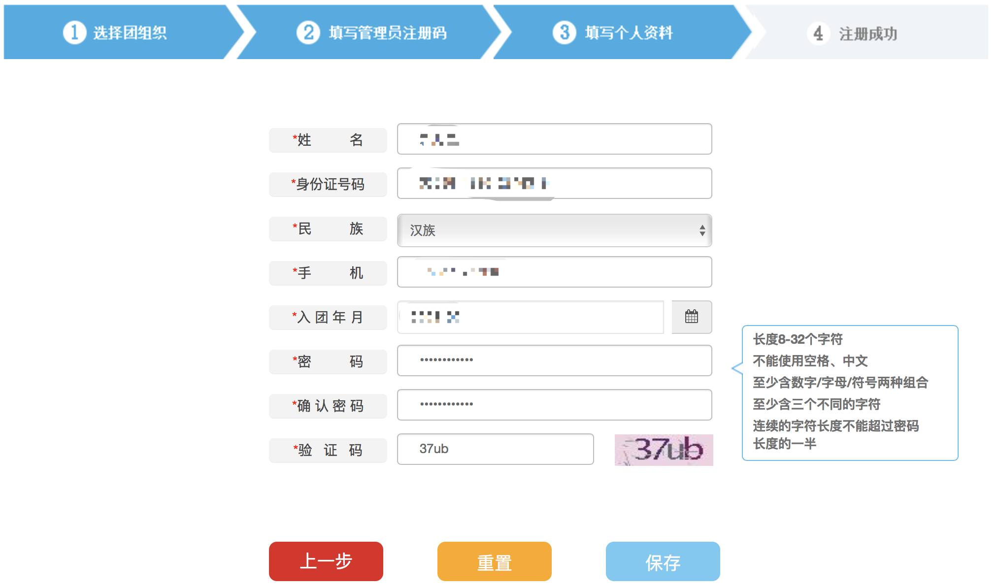 1 选择团组织
2 填写管理员注册码
3 填写个人资料
4 注册成功
*姓 名
*身份证号码
*民 族 汉族
*手 机
*入团年月
*密 码 ••••••••••••
*确认密码 ••••••••••••
*验证码 37ub 37ub
长度8-32个字符
不能使用空格、中文
至少含数字/字母/符号两种组合
至少含三个不同的字符
连续的字符长度不能超过密码
长度的一半
上一步 重置 保存